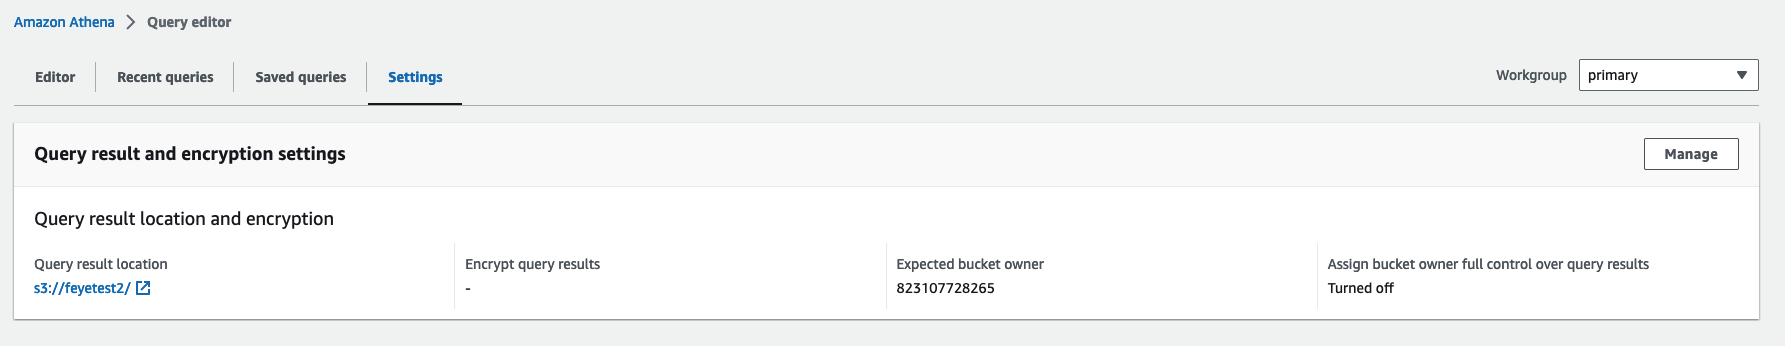 Amazon Athena > Query editor
Editor Recent queries Saved queries Settings Workgroup primary
Query result and encryption settings Manage
Query result location and encryption
Query result location Encrypt query results Expected bucket owner Assign bucket owner full control over query results
s3://feyetest2/ - 823107728265 Turned off